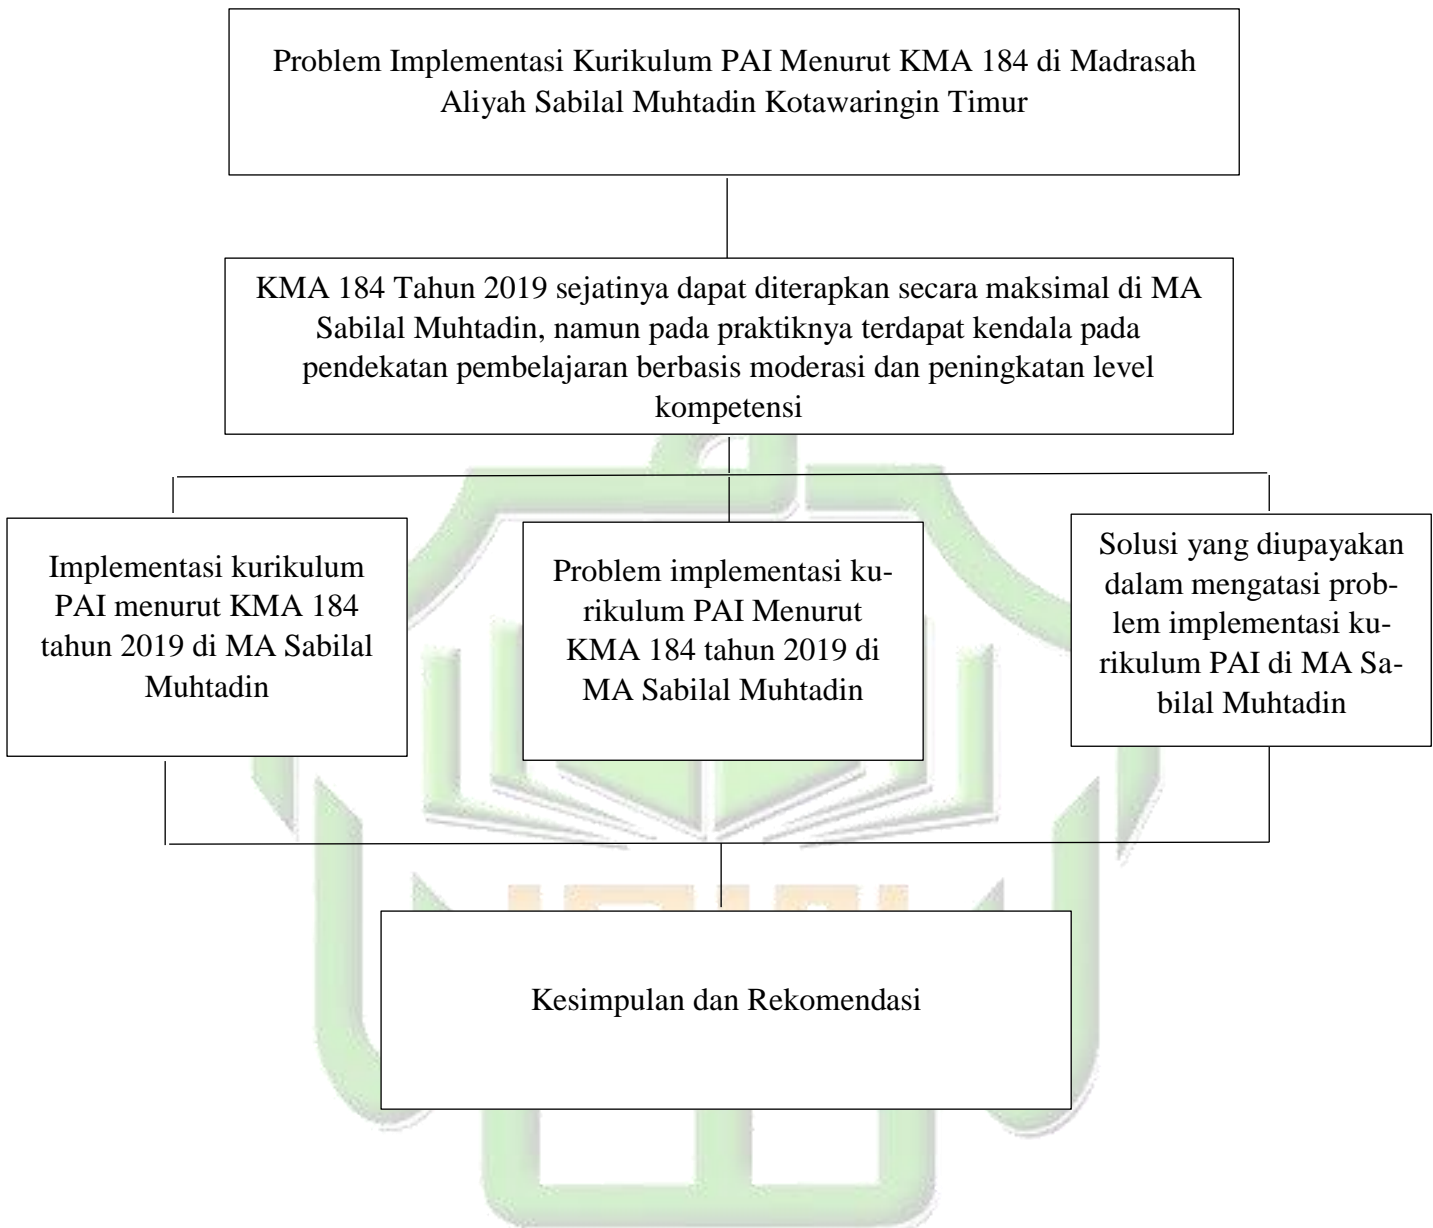 Problem Implementasi Kurikulum PAI Menurut KMA 184 di Madrasah
Aliyah Sabilal Muhtadin Kotawaringin Timur
KMA 184 Tahun 2019 sejatinya dapat diterapkan secara maksimal di MA
Sabilal Muhtadin, namun pada praktiknya terdapat kendala pada
pendekatan pembelajaran berbasis moderasi dan peningkatan level
kompetensi
Implementasi kurikulum
PAI menurut KMA 184
tahun 2019 di MA Sabilal
Muhtadin
Problem implementasi ku-
rikulum PAI Menurut
KMA 184 tahun 2019 di
MA Sabilal Muhtadin
Solusi yang diupayakan
dalam mengatasi prob-
lem implementasi ku-
rikulum PAI di MA Sa-
bilal Muhtadin
Kesimpulan dan Rekomendasi